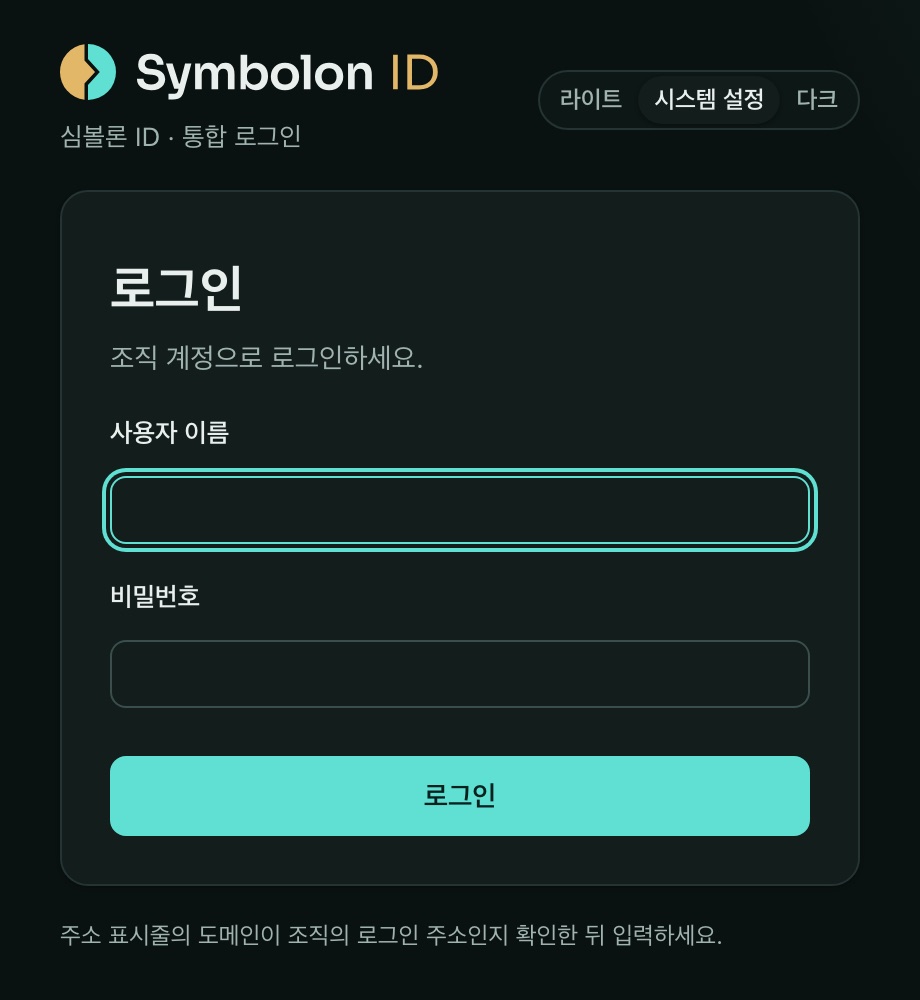 Symbolon ID
심볼론 ID · 통합 로그인
라이트 시스템 설정 다크
로그인
조직 계정으로 로그인하세요.
사용자 이름
비밀번호
로그인
주소 표시줄의 도메인이 조직의 로그인 주소인지 확인한 뒤 입력하세요.